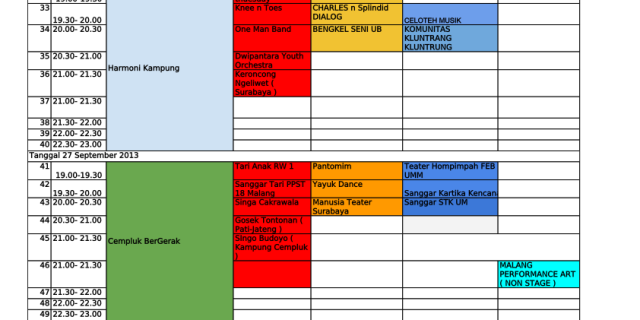 33 19.30- 20.00 Knee n Toes CHARLES n Splindid DIALOG CELOTEH MUSIK
34 20.00- 20.30 One Man Band BENGKEL SENI UB KOMUNITAS KLUNTRANG KLUNTRUNG
35 20.30- 21.00 Dwipantara Youth Orchestra
Harmoni Kampung
36 21.00- 21.30 Keroncong Ngeliwet ( Surabaya )
37 21.00- 21.30
38 21.30- 22.00
39 22.00- 22.30
40 22.30- 23.00
Tanggal 27 September 2013
41 19.00-19.30 Tari Anak RW 1 Pantomim Teater Hompimpah FEB UMM
42 19.30- 20.00 Sanggar Tari PPST 18 Malang Yayuk Dance Sanggar Kartika Kencan
43 20.00- 20.30 Singa Cakrawala Manusia Teater Surabaya Sanggar STK UM
44 20.30- 21.00 Gosek Tontonan ( Pati-Jateng )
45 21.00- 21.30 Cempluk BerGerak Singo Budoyo ( Kampung Cempluk )
46 21.00- 21.30 MALANG PERFORMANCE ART ( NON STAGE )
47 21.30- 22.00
48 22.00- 22.30
49 22.30- 23.00